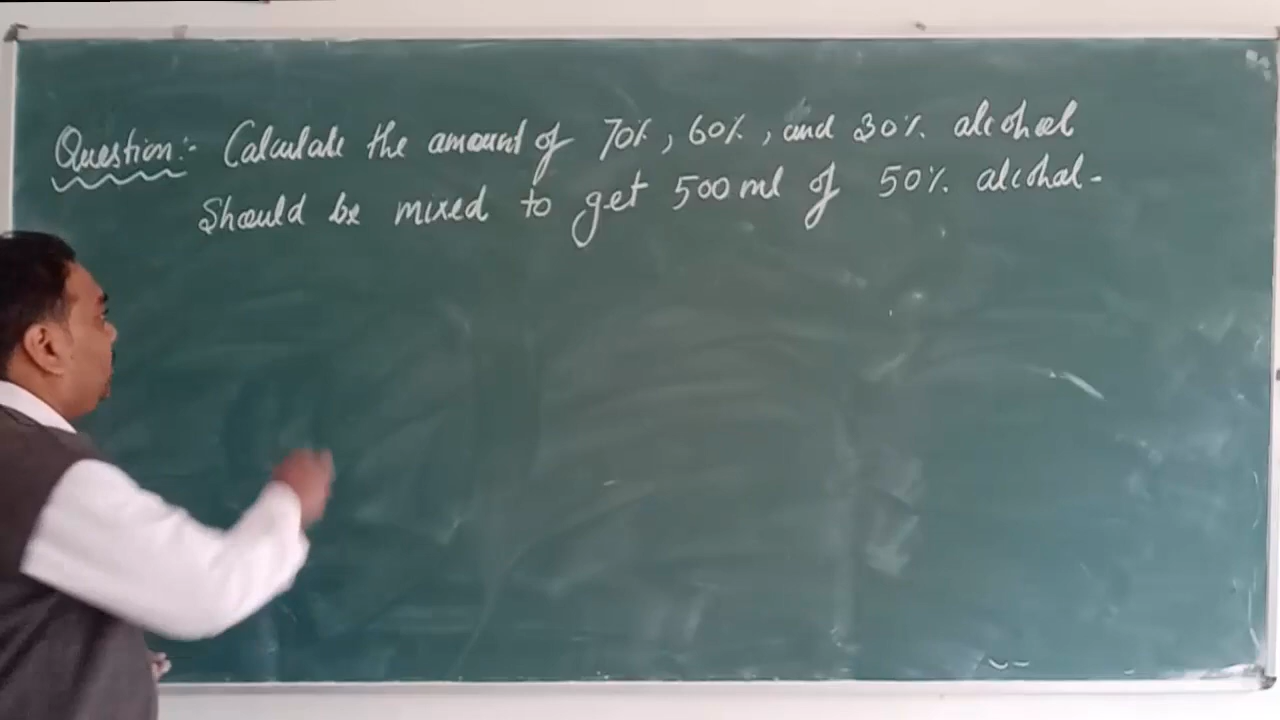 Question:- Calculate the amount of 70%, 60%, and 30% alcohol
Should be mixed to get 500 ml of 50% alcohol-